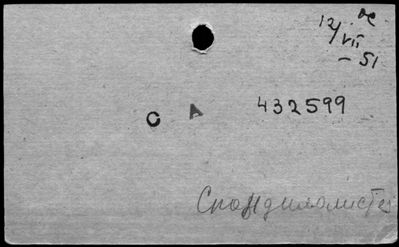 12/VII
- 51
432599
C A
Спондилолистез